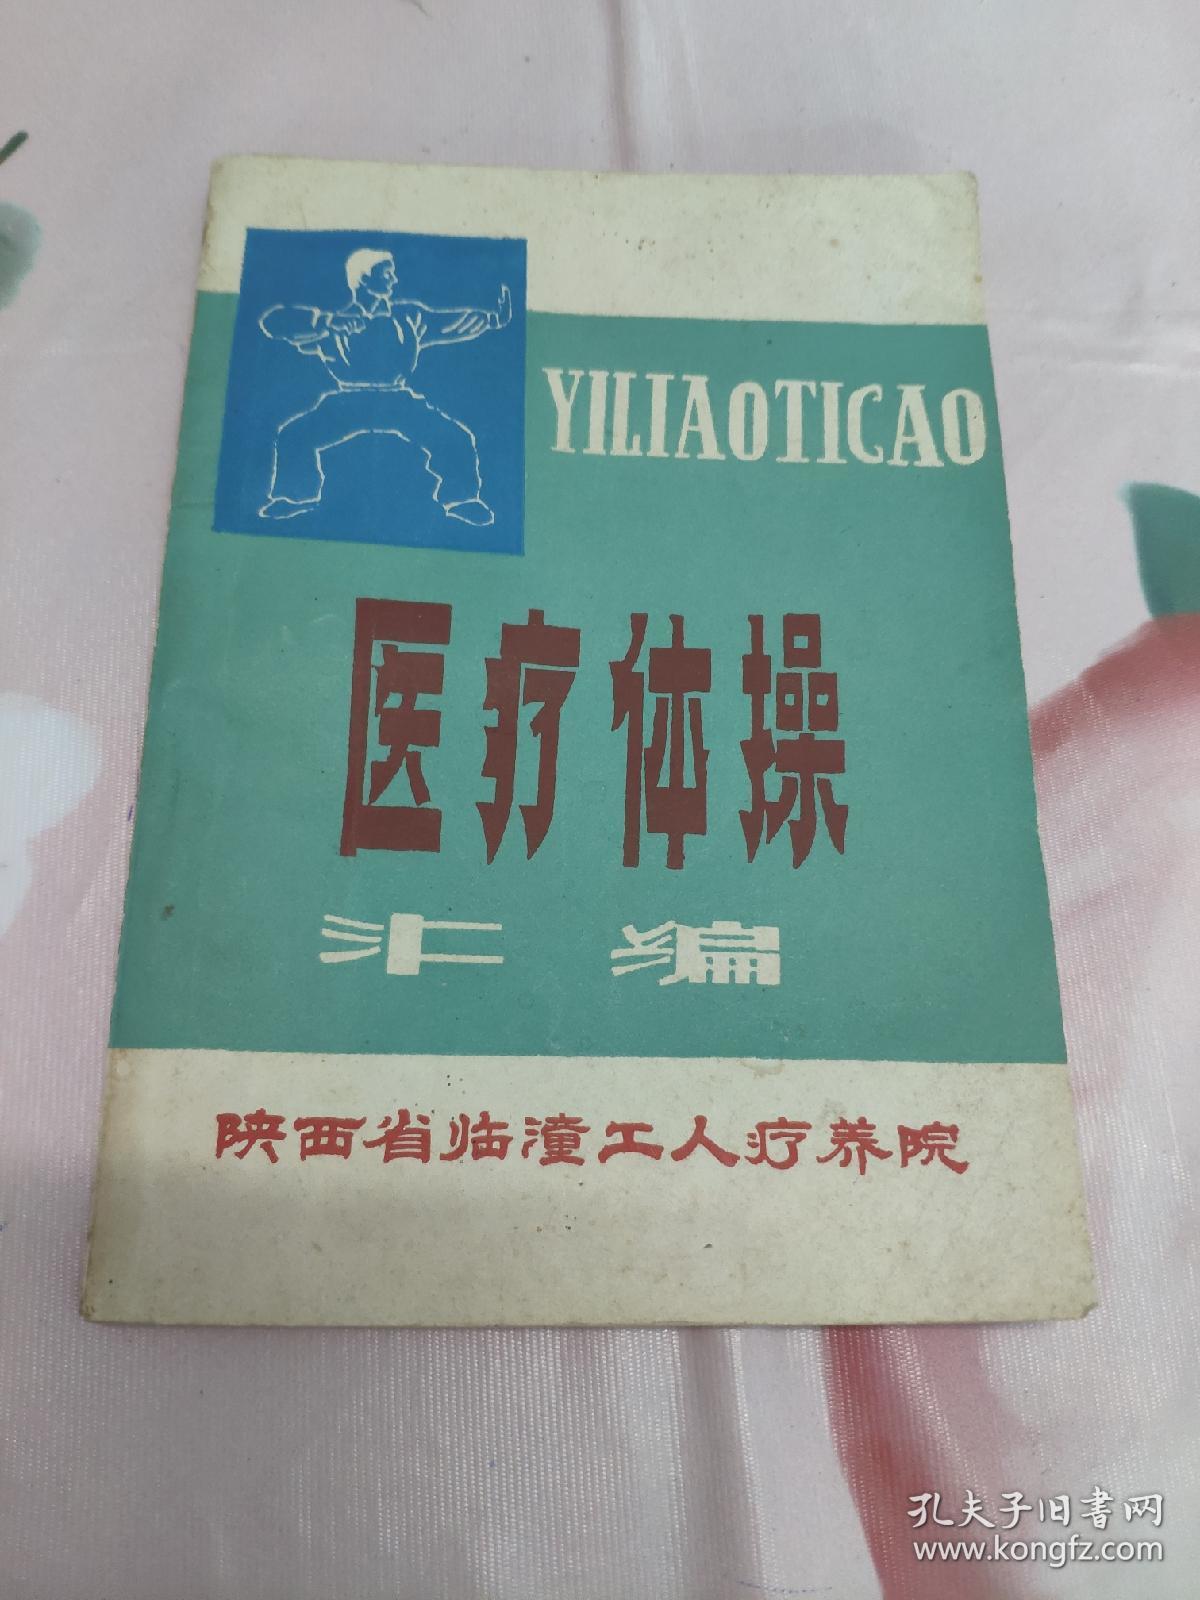 YILIAOTICAO
医疗体操
汇编
陕西省临潼工人疗养院
孔夫子旧书网
www.kongfz.com